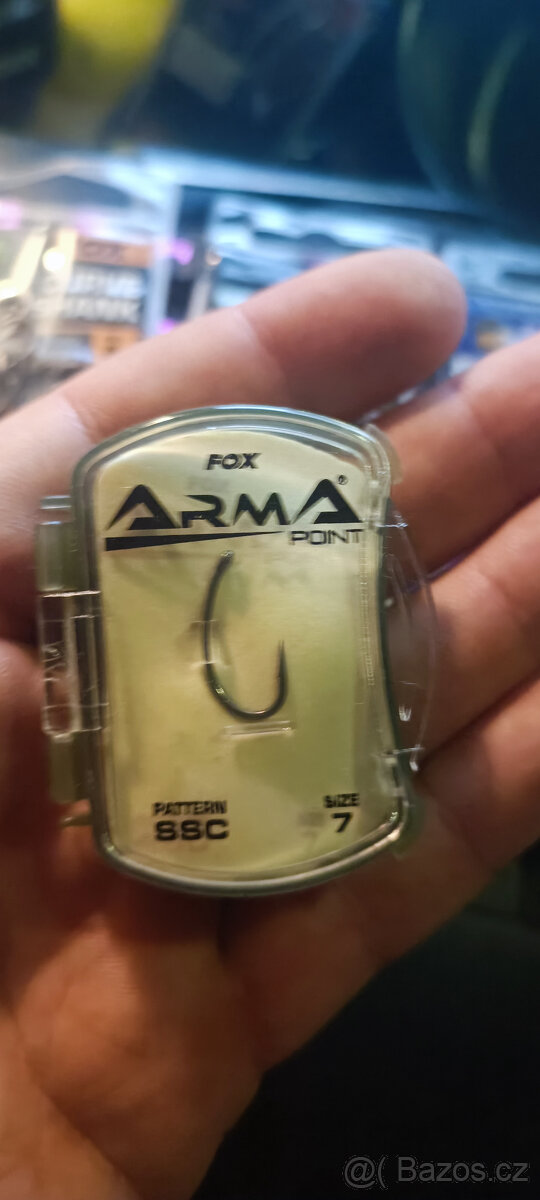 FOX
ARMA®
POINT
PATTERN
SSC
SIZE
7
@( Bazos.cz